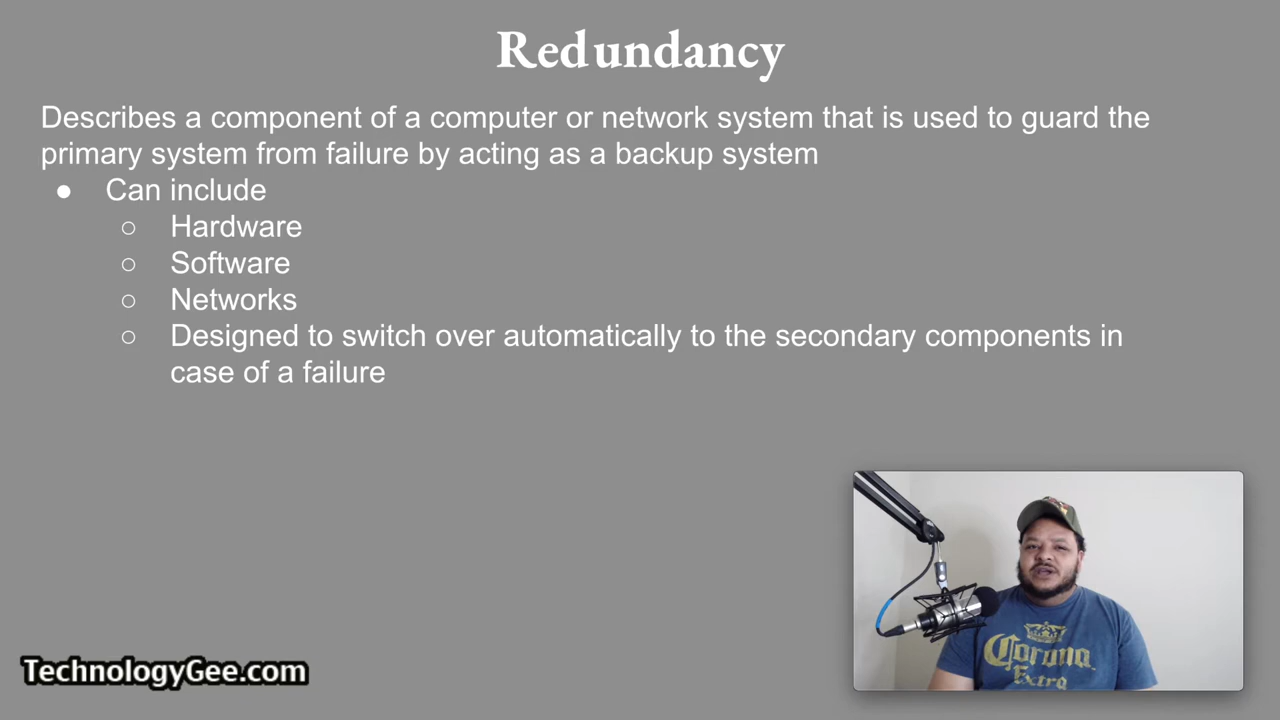 Redundancy
Describes a component of a computer or network system that is used to guard the
primary system from failure by acting as a backup system
● Can include
○ Hardware
○ Software
○ Networks
○ Designed to switch over automatically to the secondary components in
case of a failure
Corona
Extra
TechnologyGee.com